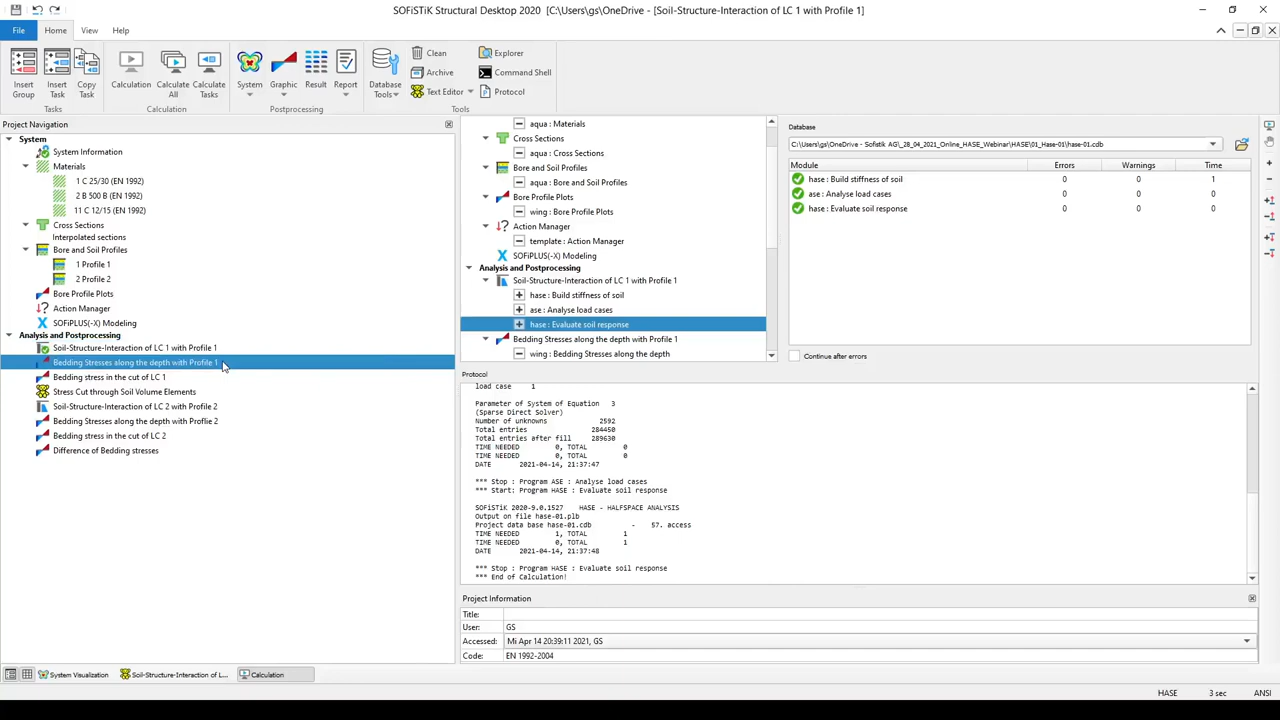 SOFiSTiK Structural Desktop 2020 [C:\Users\gs\OneDrive - [Soil-Structure-Interaction of LC 1 with Profile 1]
File Home View Help
Insert Group
Insert Task
Copy Task
Calculation
Calculate All
Calculate Tasks
System
Graphic
Result
Report
Database Tools
Clean
Archive
Text Editor
Explorer
Command Shell
Protocol
Tasks Calculation Postprocessing Tools
Project Navigation
System
System Information
Materials
1 C 25/30 (EN 1992)
2 B 500 B (EN 1992)
11 C 12/15 (EN 1992)
Cross Sections
Interpolated sections
Bore and Soil Profiles
1 Profile 1
2 Profile 2
Bore Profile Plots
Action Manager
SOFiPLUS(-X) Modeling
Analysis and Postprocessing
Soil-Structure-Interaction of LC 1 with Profile 1
Bedding Stresses along the depth with Profile 1
Bedding stress in the cut of LC 1
Stress Cut through Soil Volume Elements
Soil-Structure-Interaction of LC 2 with Profile 2
Bedding Stresses along the depth with Proflie 2
Bedding stress in the cut of LC 2
Difference of Bedding stresses
aqua : Materials
Cross Sections
aqua : Cross Sections
Bore and Soil Profiles
aqua : Bore and Soil Profiles
Bore Profile Plots
wing : Bore Profile Plots
Action Manager
template : Action Manager
SOFiPLUS(-X) Modeling
Analysis and Postprocessing
Soil-Structure-Interaction of LC 1 with Profile 1
hase : Build stiffness of soil
ase : Analyse load cases
hase : Evaluate soil response
Bedding Stresses along the depth with Profile 1
wing : Bedding Stresses along the depth
Database
C:\Users\gs\OneDrive - Sofistik AG\_28_04_2021_Online_HASE_Webinar\HASE\01_Hase-01\hase-01.cdb
Module Errors Warnings Time
hase : Build stiffness of soil 0 0 1
ase : Analyse load cases 0 0 0
hase : Evaluate soil response 0 0 0
Continue after errors
Protocol
load case 1
Parameter of System of Equation 3
(Sparse Direct Solver)
Number of unknowns 2592
Total entries 284450
Total entries after fill 289630
TIME NEEDED 0, TOTAL 0
TIME NEEDED 0, TOTAL 0
DATE 2021-04-14, 21:37:47
*** Stop : Program ASE : Analyse load cases
*** Start: Program HASE : Evaluate soil response
SOFiSTiK 2020-9.0.1527 HASE - HALFSPACE ANALYSIS
Output on file hase-01.plb
Project data base hase-01.cdb - 57. access
TIME NEEDED 1, TOTAL 1
TIME NEEDED 0, TOTAL 1
DATE 2021-04-14, 21:37:48
*** Stop : Program HASE : Evaluate soil response
*** End of Calculation!
Project Information
Title:
User: GS
Accessed: Mi Apr 14 20:39:11 2021, GS
Code: EN 1992-2004
System Visualization Soil-Structure-Interaction of L... Calculation
HASE 3 sec ANSI